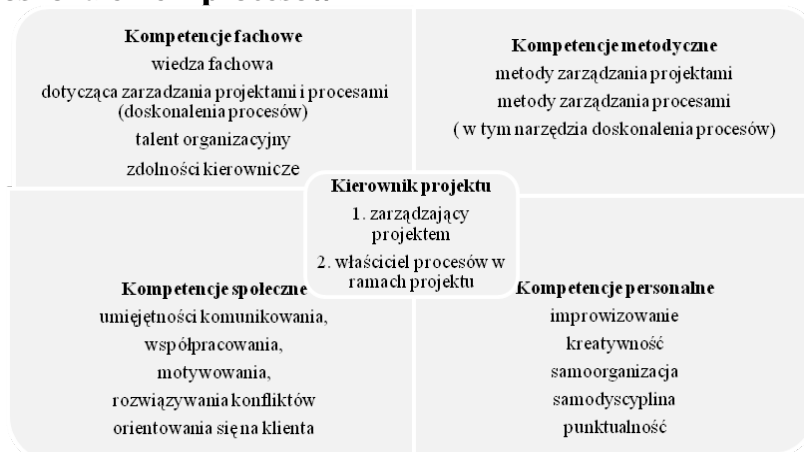 Kompetencje fachowe
wiedza fachowa
dotycząca zarzadzania projektami i procesami
(doskonalenia procesów)
talent organizacyjny
zdolności kierownicze
Kompetencje metodyczne
metody zarządzania projektami
metody zarządzania procesami
( w tym narzędzia doskonalenia procesów)
Kierownik projektu
1. zarządzający
projektem
2. właściciel procesów w
ramach projektu
Kompetencje społeczne
umiejętności komunikowania,
współpracowania,
motywowania,
rozwiązywania konfliktów
orientowania się na klienta
Kompetencje personalne
improwizowanie
kreatywność
samoorganizacja
samodyscyplina
punktualność